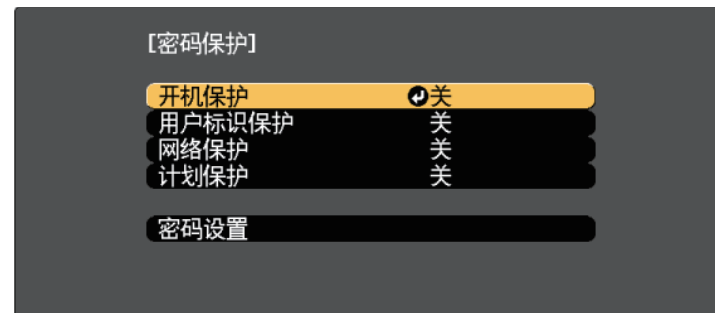 [密码保护]
开机保护 关
用户标识保护 关
网络保护 关
计划保护 关
密码设置